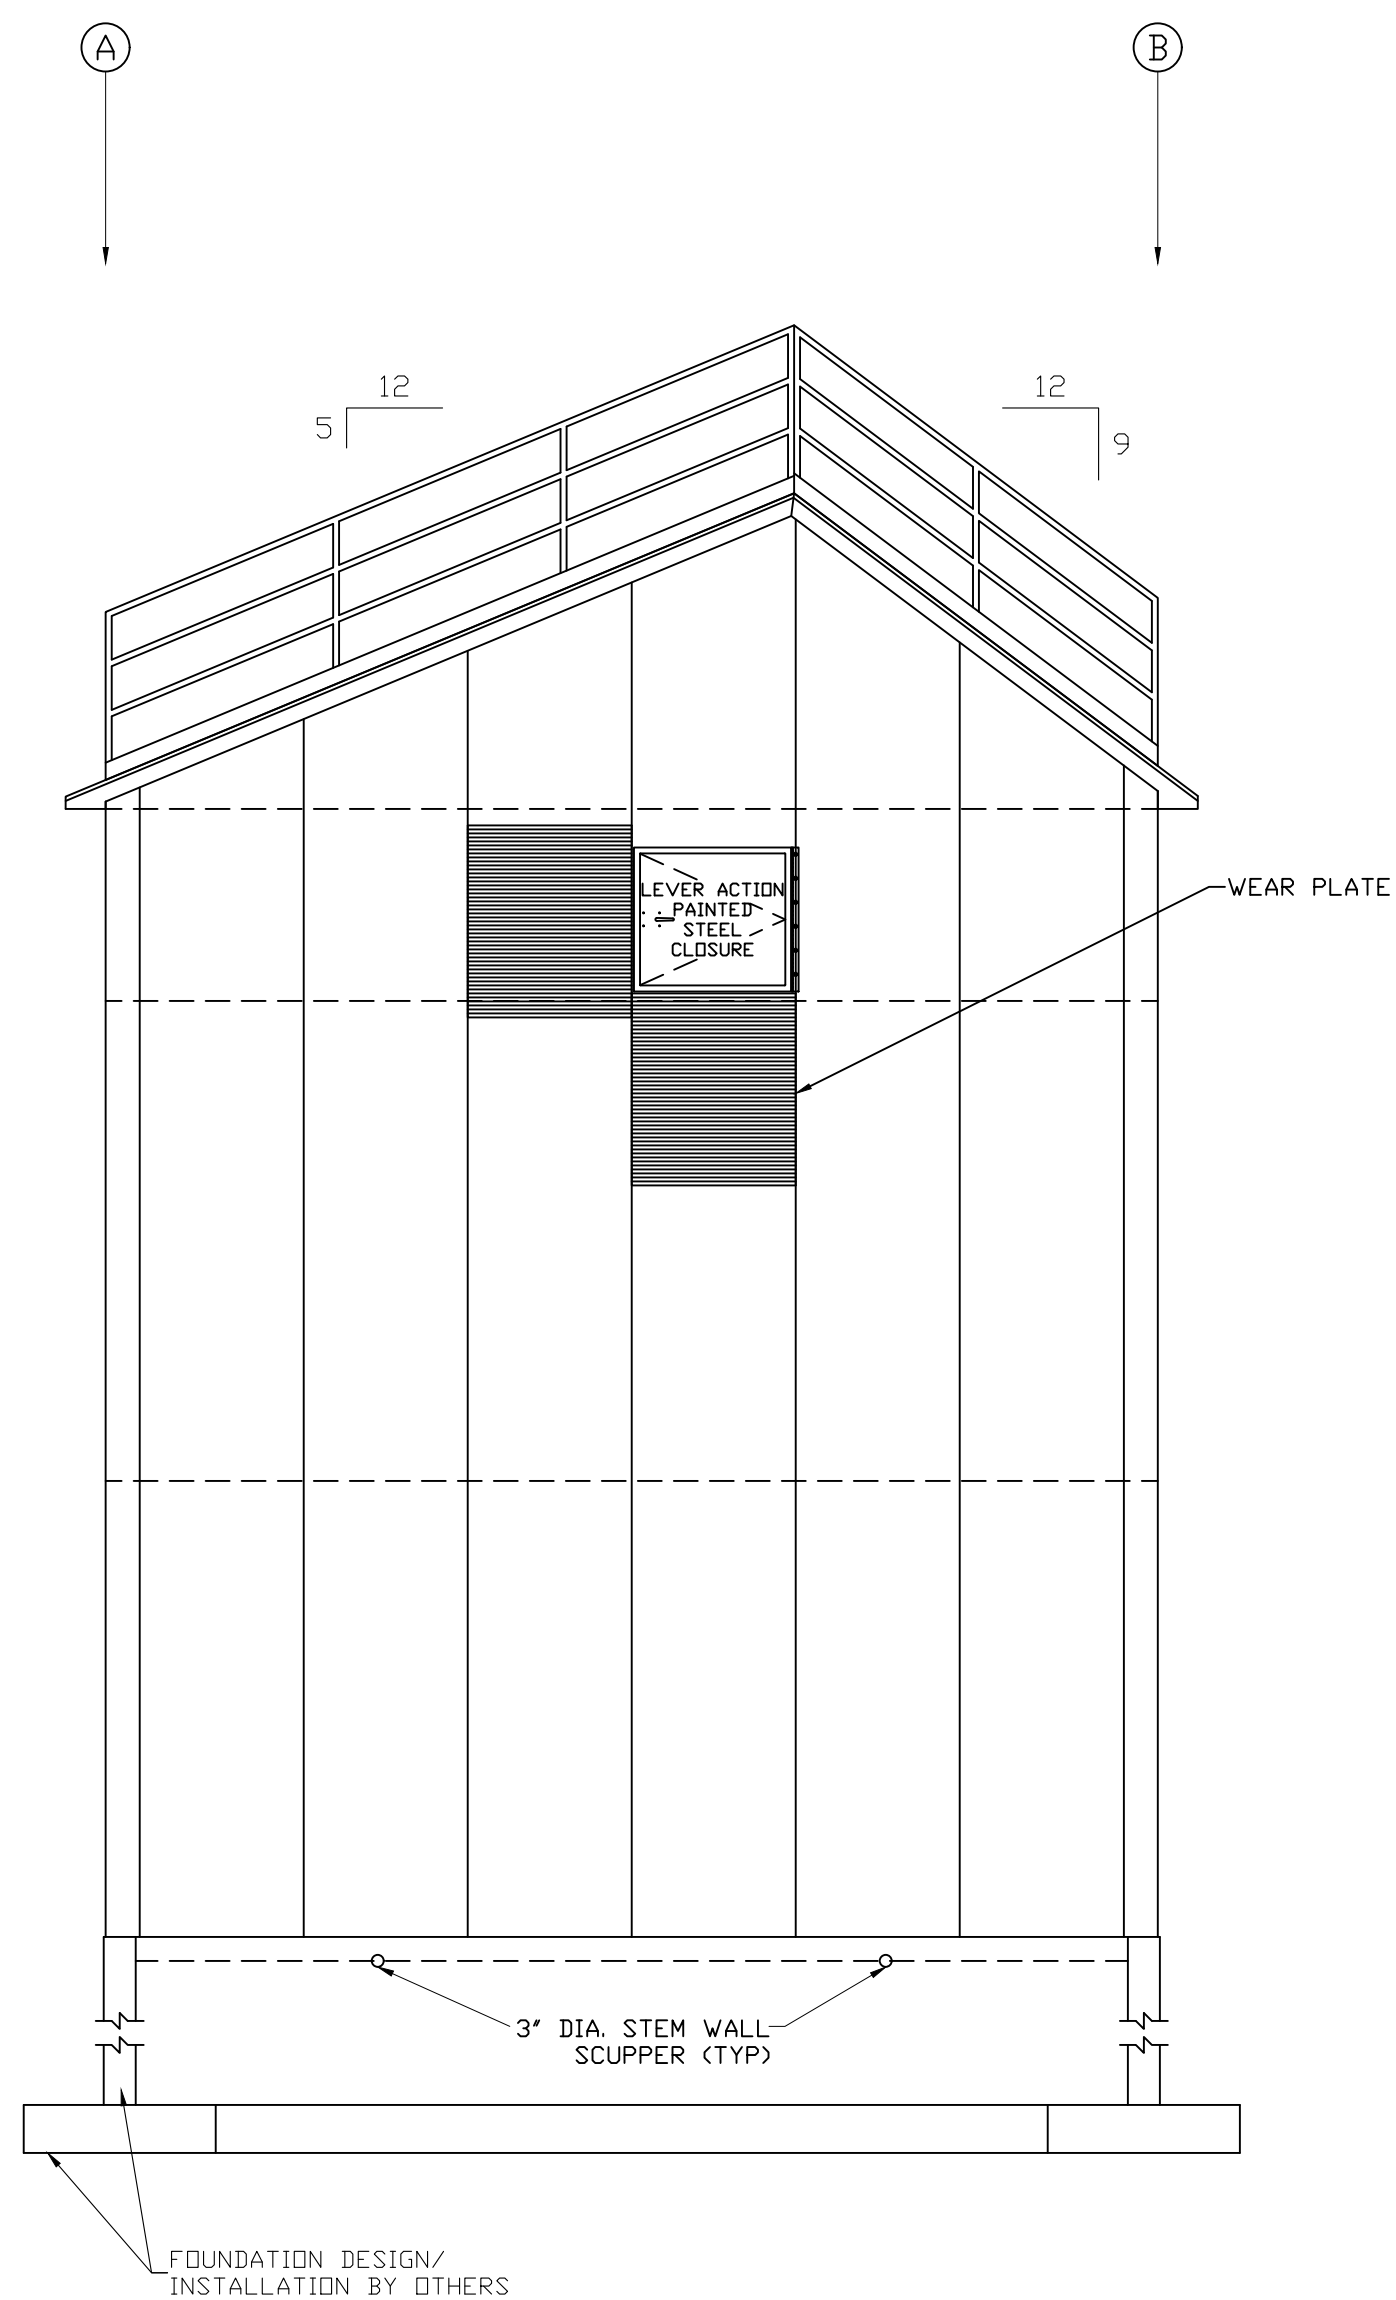 A
B
12
5
12
9
LEVER ACTION
PAINTED
STEEL
CLOSURE
WEAR PLATE
3" DIA. STEM WALL
SCUPPER (TYP)
FOUNDATION DESIGN/
INSTALLATION BY OTHERS